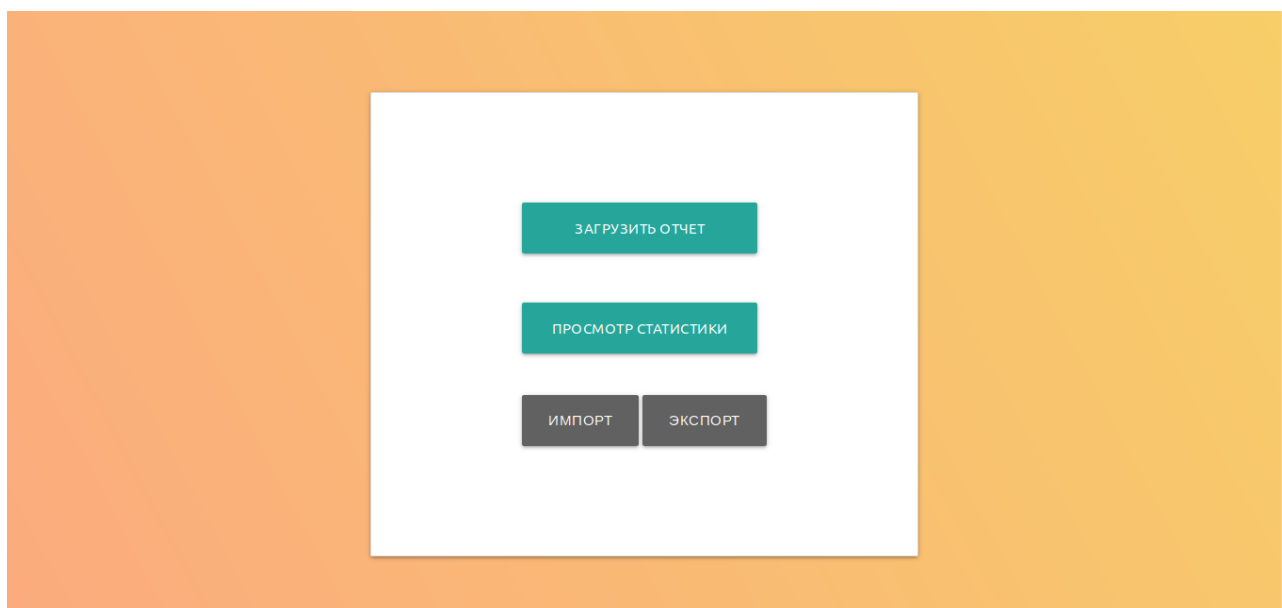 ЗАГРУЗИТЬ ОТЧЕТ
ПРОСМОТР СТАТИСТИКИ
ИМПОРТ ЭКСПОРТ